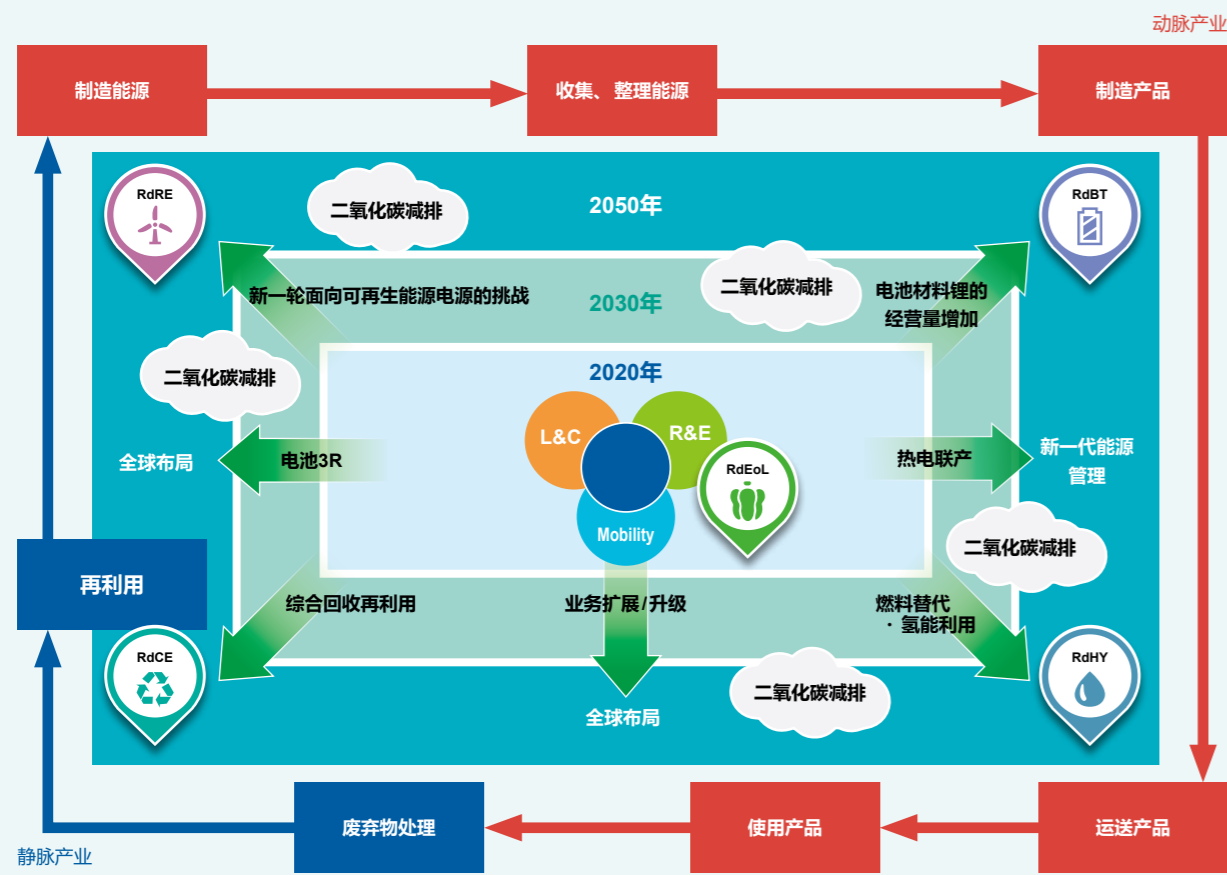 动脉产业
制造能源
收集、整理能源
制造产品
RdRE
二氧化碳减排
2050年
RdBT
新一轮面向可再生能源电源的挑战
2030年
二氧化碳减排
电池材料锂的
经营量增加
二氧化碳减排
2020年
L&C
R&E
全球布局
电池3R
RdEoL
热电联产
新一代能源
管理
Mobility
二氧化碳减排
再利用
综合回收再利用
业务扩展/升级
燃料替代
·氢能利用
RdCE
RdHY
二氧化碳减排
全球布局
废弃物处理
使用产品
运送产品
静脉产业